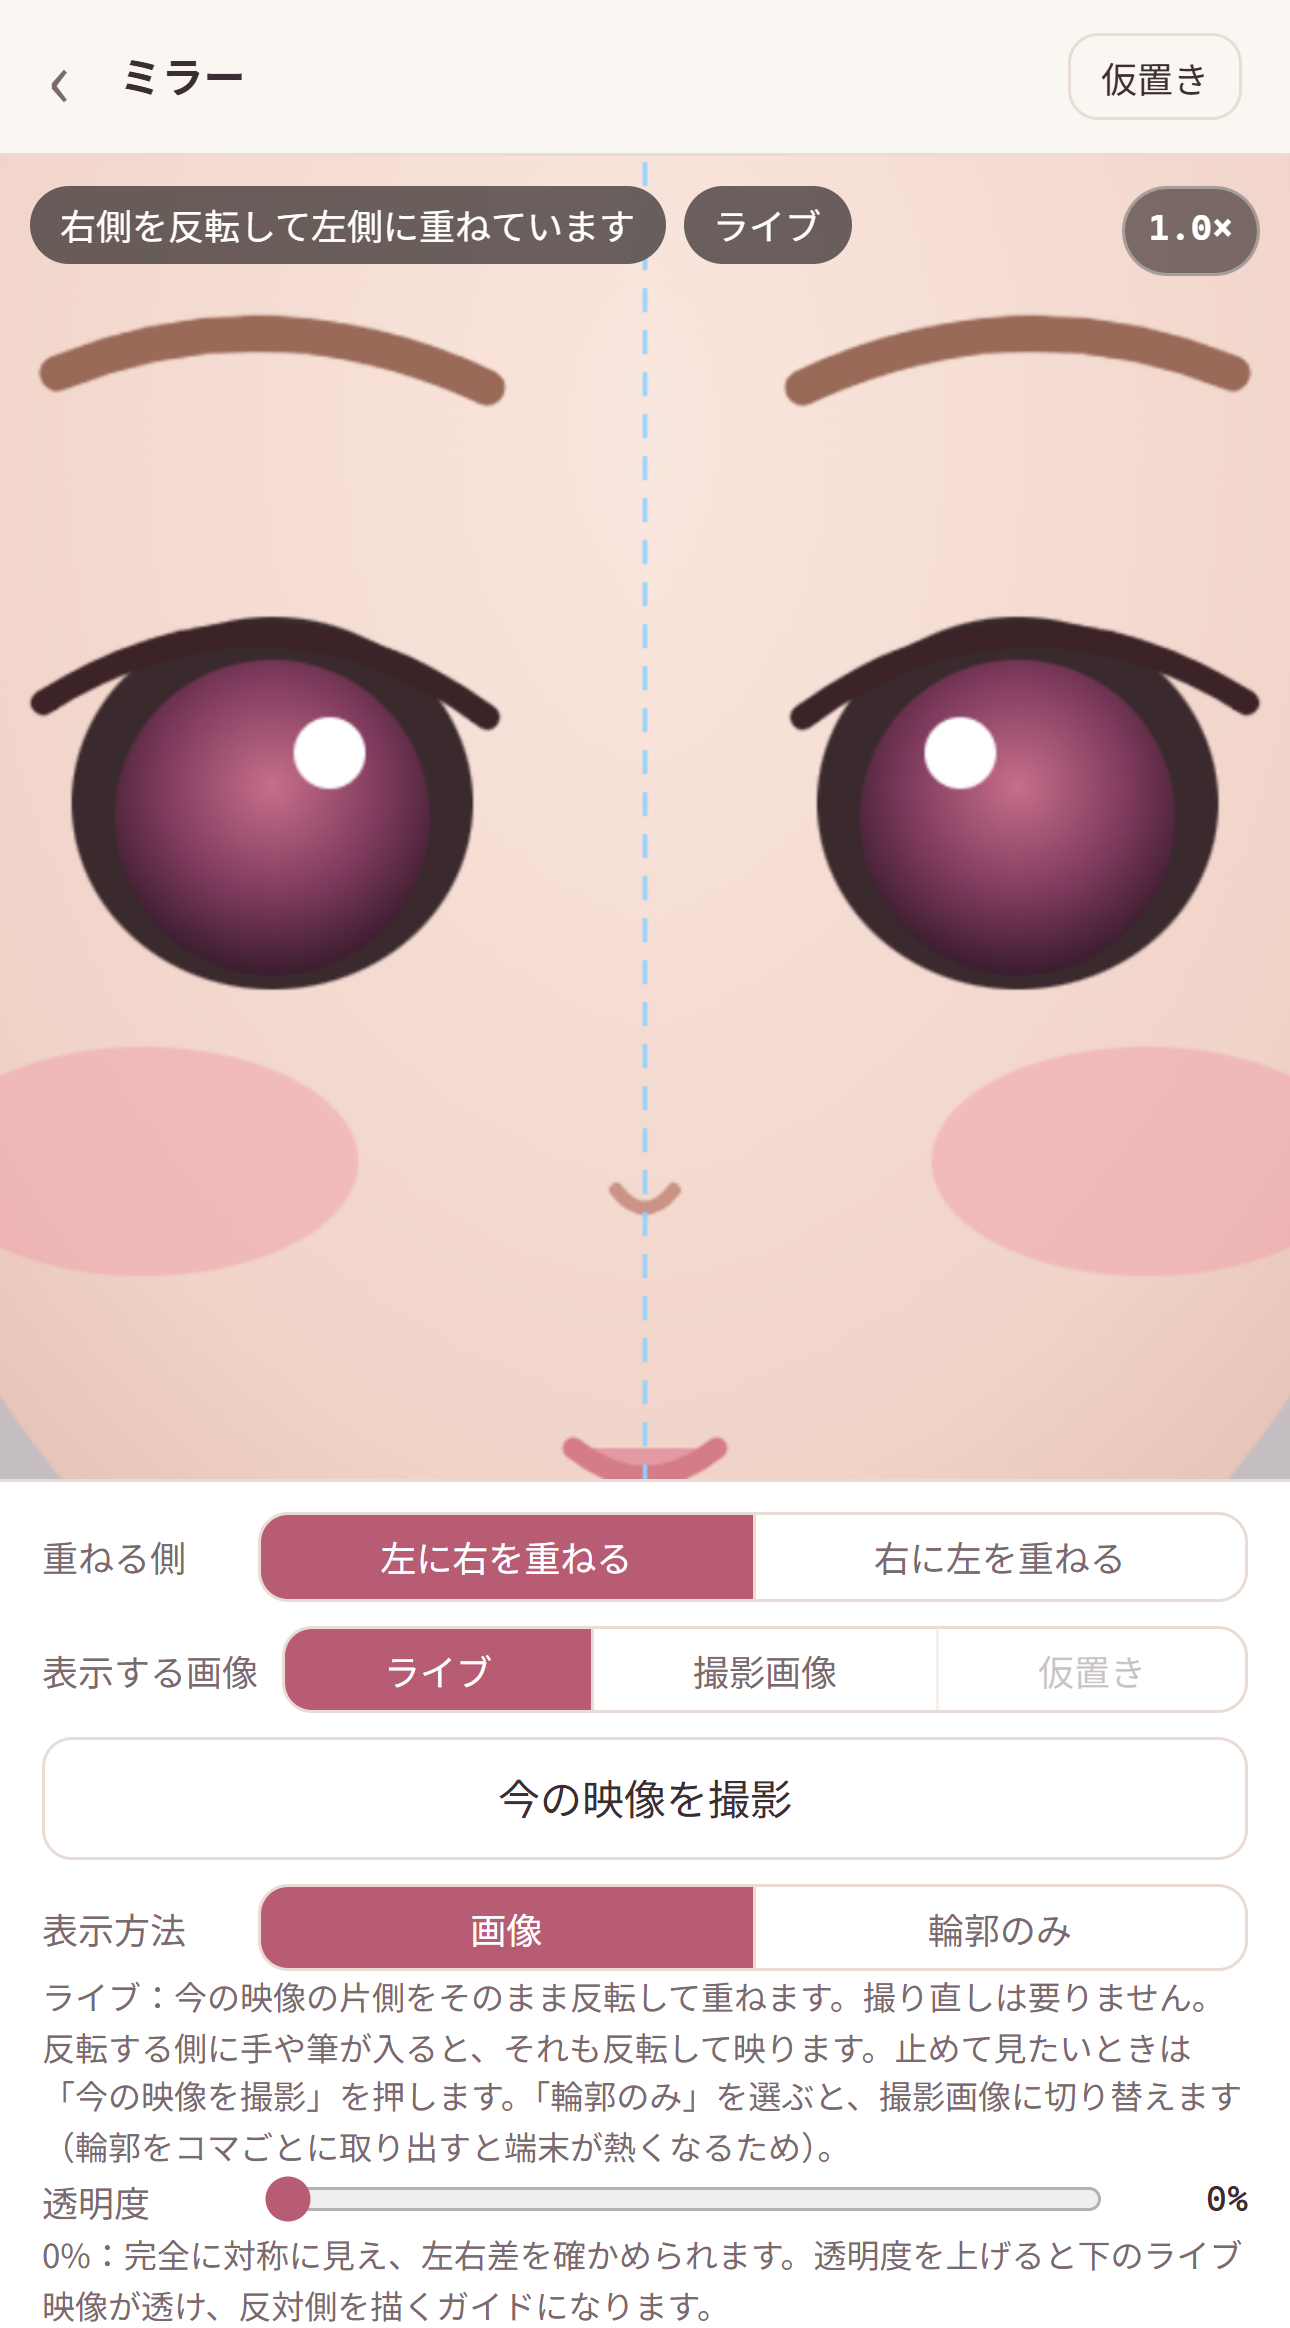 ‹ ミラー
仮置き
右側を反転して左側に重ねています
ライブ
1.0×
重ねる側
左に右を重ねる
右に左を重ねる
表示する画像
ライブ
撮影画像
仮置き
今の映像を撮影
表示方法
画像
輪郭のみ
ライブ：今の映像の片側をそのまま反転して重ねます。撮り直しは要りません。
反転する側に手や筆が入ると、それも反転して映ります。止めて見たいときは
「今の映像を撮影」を押します。「輪郭のみ」を選ぶと、撮影画像に切り替えます
（輪郭をコマごとに取り出すと端末が熱くなるため）。
透明度
0%
0%：完全に対称に見え、左右差を確かめられます。透明度を上げると下のライブ
映像が透け、反対側を描くガイドになります。